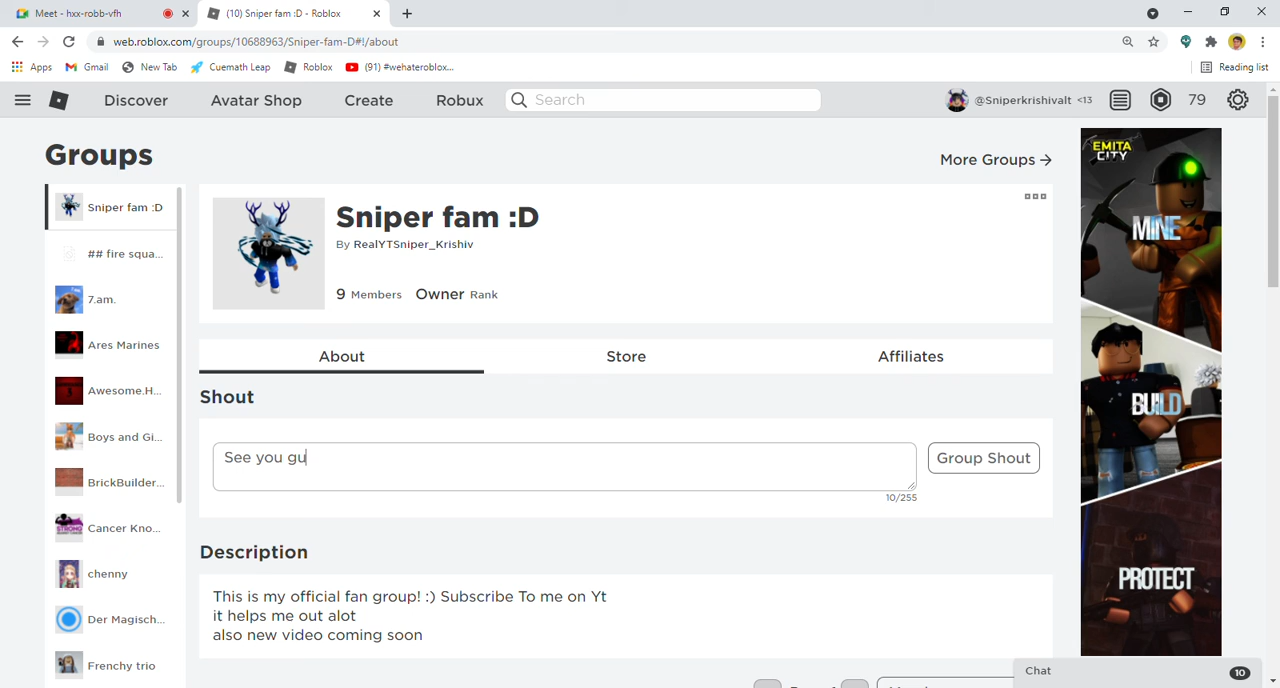 Meet - hxx-robb-vfh
(10) Sniper fam :D - Roblox
web.roblox.com/groups/10688963/Sniper-fam-D#!/about
Apps Gmail New Tab Cuemath Leap Roblox (91) #wehateroblox... Reading list
Discover Avatar Shop Create Robux Search @Sniperkrishivalt <13 79
Groups
More Groups →
Sniper fam :D
## fire squa...
7.am.
Ares Marines
Awesome.H...
Boys and Gi...
BrickBuilder...
Cancer Kno...
chenny
Der Magisch...
Frenchy trio
Sniper fam :D
By RealYTSniper_Krishiv
9 Members Owner Rank
About Store Affiliates
Shout
See you gu
Group Shout
10/255
Description
This is my official fan group! :) Subscribe To me on Yt
it helps me out alot
also new video coming soon
EMITA
CITY
MINE
BUILD
PROTECT
Chat 10